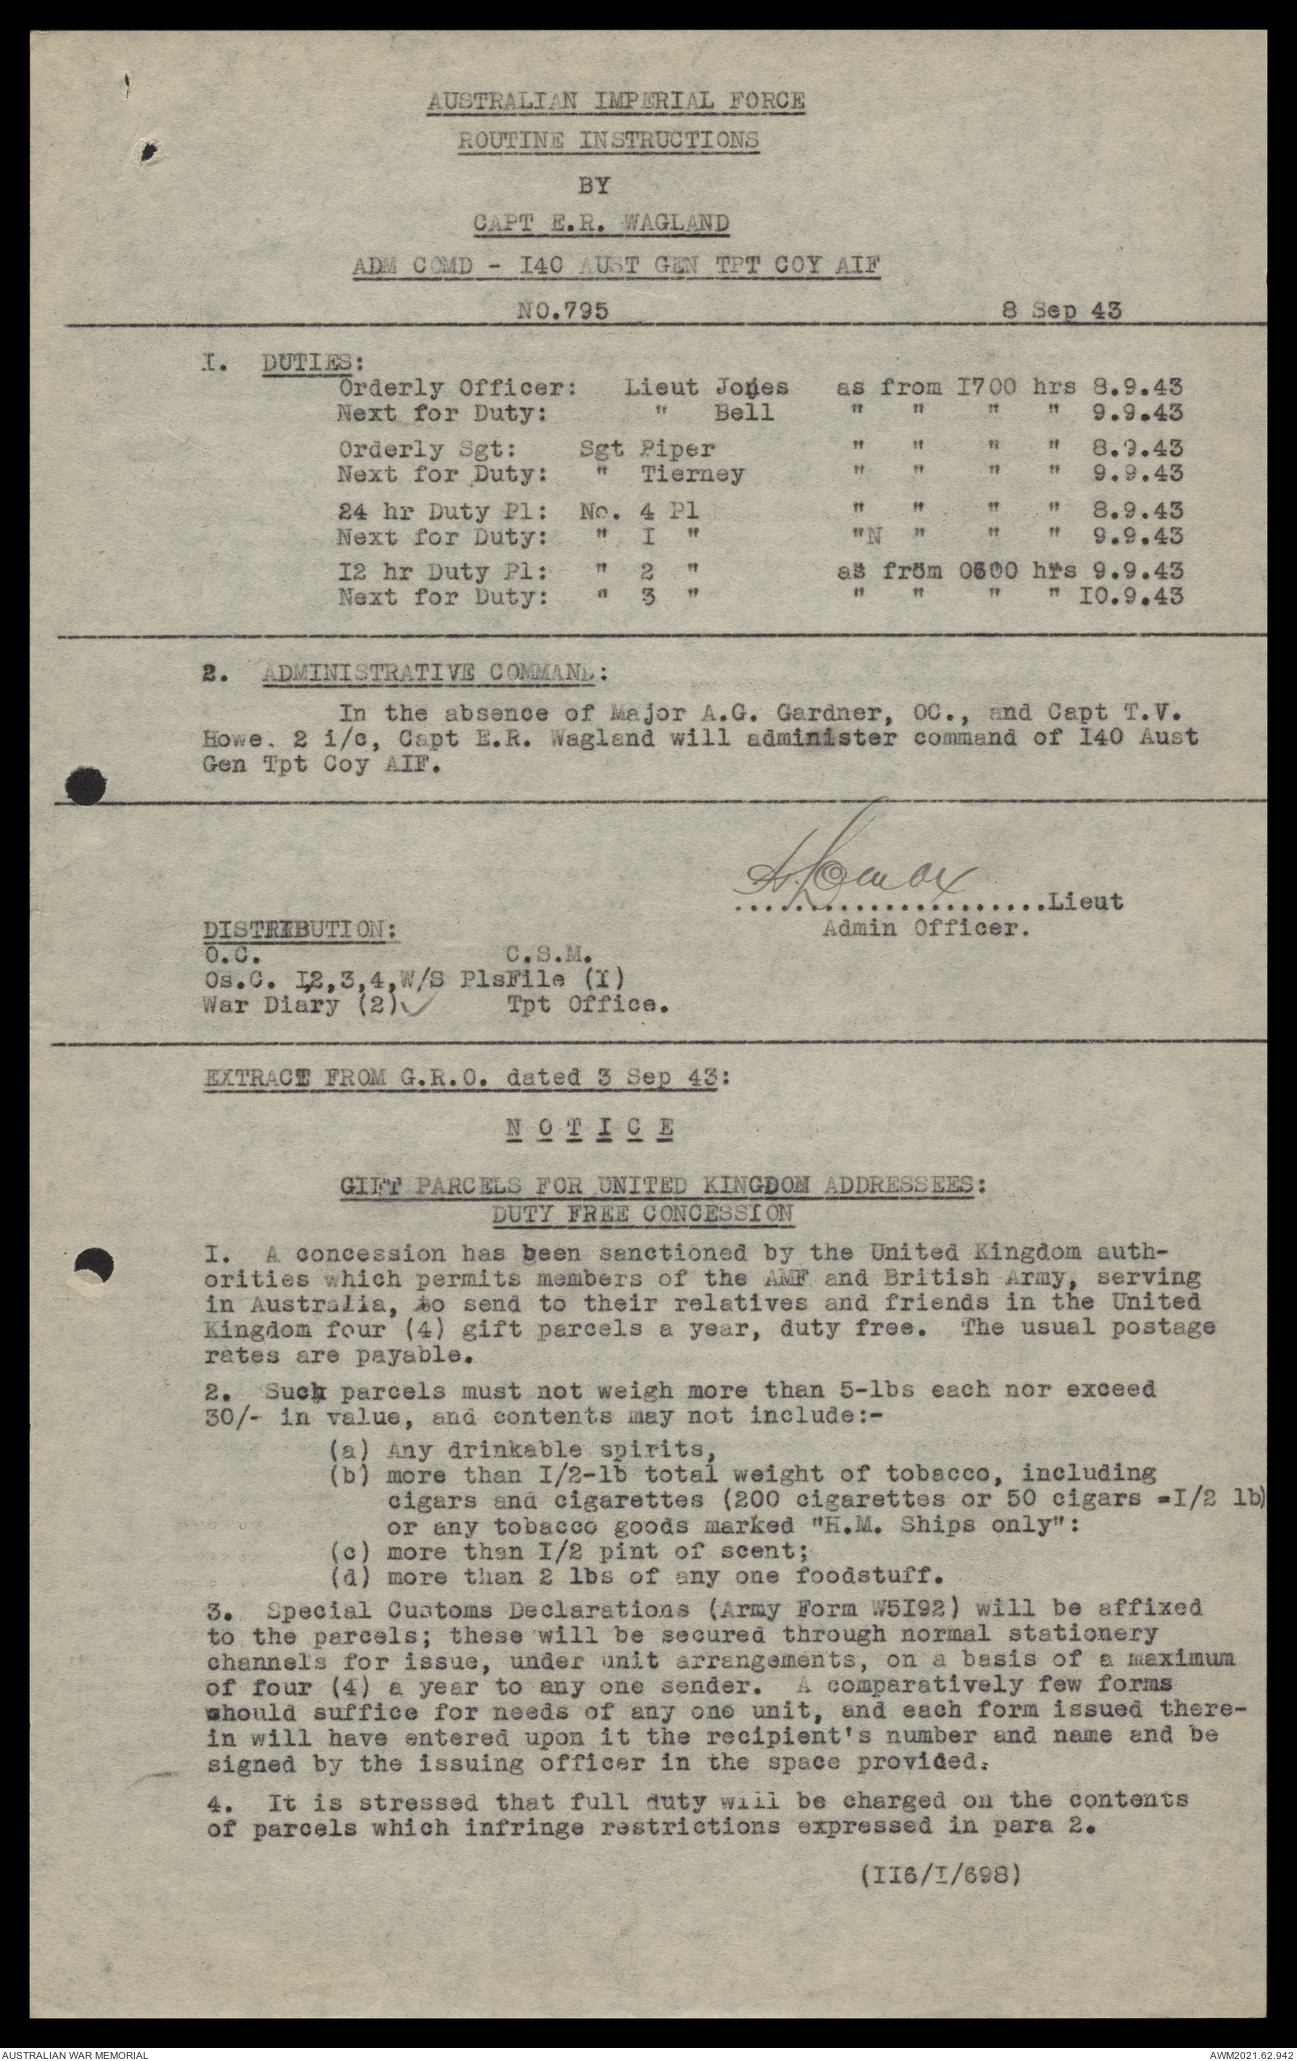 AUSTRALIAN IMPERIAL FORCE
ROUTINE INSTRUCTIONS
BY
CAPT E.R. WAGLAND
ADM COMD - I40 AUST GEN TPT COY AIF
NO.795 8 Sep 43
I. DUTIES:
Orderly Officer: Lieut Jones as from I700 hrs 8.9.43
Next for Duty: " Bell " " " " 9.9.43
Orderly Sgt: Sgt Piper " " " " 8.9.43
Next for Duty: " Tierney " " " " 9.9.43
24 hr Duty Pl: No. 4 Pl " " " " 8.9.43
Next for Duty: " I " "N " " " 9.9.43
I2 hr Duty Pl: " 2 " as from 0600 hrs 9.9.43
Next for Duty: " 3 " " " " " I0.9.43
2. ADMINISTRATIVE COMMAND:
In the absence of Major A.G. Gardner, OC., and Capt T.V.
Howe. 2 i/c, Capt E.R. Wagland will administer command of I40 Aust
Gen Tpt Coy AIF.
.....................Lieut
Admin Officer.
DISTRIBUTION:
O.C. C.S.M.
Os.C. I,2,3,4,W/S Pls File (I)
War Diary (2) Tpt Office.
EXTRACT FROM G.R.O. dated 3 Sep 43:
N O T I C E
GIFT PARCELS FOR UNITED KINGDOM ADDRESSEES:
DUTY FREE CONCESSION
I. A concession has been sanctioned by the United Kingdom auth-
orities which permits members of the AMF and British Army, serving
in Australia, to send to their relatives and friends in the United
Kingdom four (4) gift parcels a year, duty free. The usual postage
rates are payable.
2. Such parcels must not weigh more than 5-lbs each nor exceed
30/- in value, and contents may not include:-
(a) Any drinkable spirits,
(b) more than I/2-lb total weight of tobacco, including
cigars and cigarettes (200 cigarettes or 50 cigars =I/2 lb)
or any tobacco goods marked "H.M. Ships only":
(c) more than I/2 pint of scent;
(d) more than 2 lbs of any one foodstuff.
3. Special Customs Declarations (Army Form W5I92) will be affixed
to the parcels; these will be secured through normal stationery
channels for issue, under unit arrangements, on a basis of a maximum
of four (4) a year to any one sender. A comparatively few forms
should suffice for needs of any one unit, and each form issued there-
in will have entered upon it the recipient's number and name and be
signed by the issuing officer in the space provided.
4. It is stressed that full duty will be charged on the contents
of parcels which infringe restrictions expressed in para 2.
(II6/I/698)
AUSTRALIAN WAR MEMORIAL AWM2021.62.942